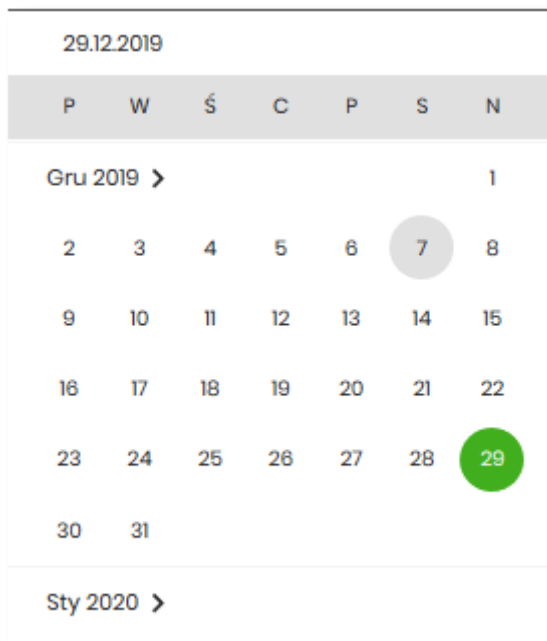 29.12.2019
P W Ś C P S N
Gru 2019 1
2 3 4 5 6 7 8
9 10 11 12 13 14 15
16 17 18 19 20 21 22
23 24 25 26 27 28 29
30 31
Sty 2020